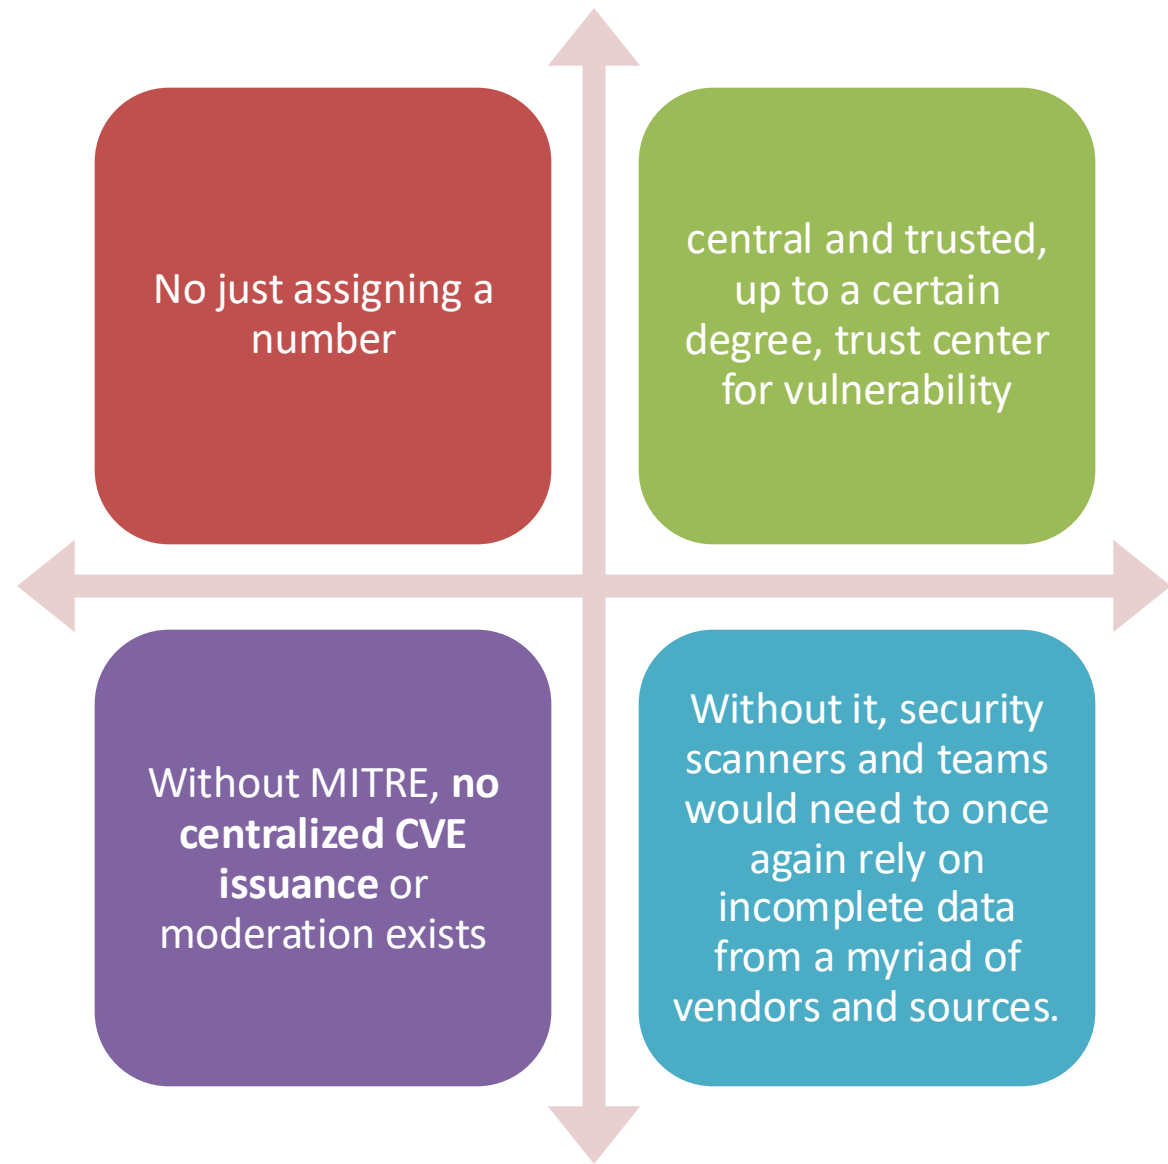 No just assigning a
number
central and trusted,
up to a certain
degree, trust center
for vulnerability
Without MITRE, no
centralized CVE
issuance or
moderation exists
Without it, security
scanners and teams
would need to once
again rely on
incomplete data
from a myriad of
vendors and sources.